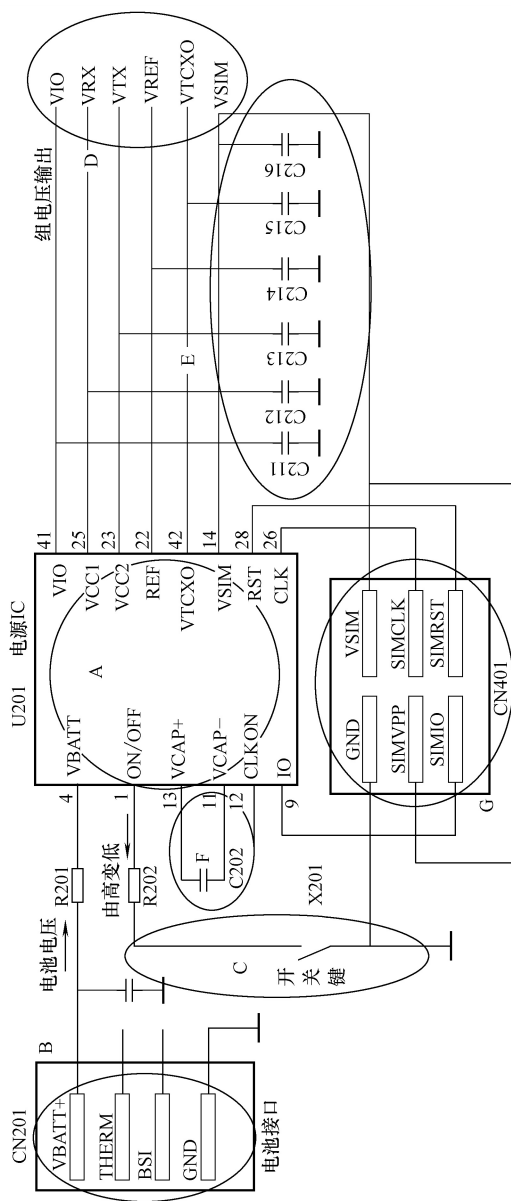 CN201
B
VBATT+
THERM
BSI
GND
电池接口
电池电压
R201
由高变低
R202
C
开关键
X201
F
C202
U201 电源IC
A
4
1
13
11
12
9
VBATT
ON/OFF
VCAP+
VCAP−
CLKON
IO
VIO
VCC1
VCC2
REF
VTCXO
VSIM
RST
CLK
41
25
23
22
42
14
28
26
组电压输出
D
E
VIO
VRX
VTX
VREF
VTCXO
VSIM
C211
C212
C213
C214
C215
C216
GND
SIMVPP
SIMIO
VSIM
SIMCLK
SIMRST
G
CN401